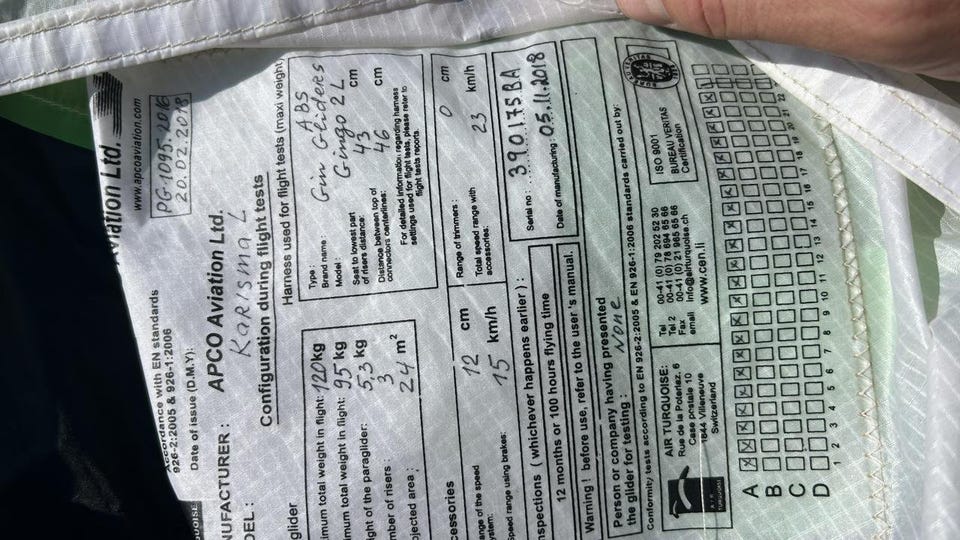 viation Ltd.
www.apcoaviation.com
Accordance with EN standards
926-2:2005 & 926-1:2006
PG-1095.2016
Date of issue (D.M.Y):
20.02.2018
NUFACTURER :
APCO Aviation Ltd.
DEL :
Karisma L
Configuration during flight tests
glider
imum total weight in flight: 120 kg
imum total weight in flight: 95 kg
ight of the paraglider: 5,3 kg
mber of risers : 3
ojected area : 24 m2
Harness used for flight tests (maxi weight)
Type : ABS
Brand name : Gin Gliders
Model : Gingo 2 L
Seat to lowest part
of risers distance: 43 cm
Distance between top of
connectors centerlines: 46 cm
For detailed information regarding harness
settings used for flight tests, please refer to
flight tests reports.
cessories
ange of the speed
ystem: 12 cm
Speed range using brakes: 15 km/h
Range of trimmers : 0 cm
Total speed range with
accessories: 23 km/h
nspections ( whichever happens earlier) :
12 months or 100 hours flying time
Serial no : 390175BA
Date of manufacturing : 05.11.2018
Warning ! before use, refer to the user 's manual.
Person or company having presented
the glider for testing : None
Conformity tests according to EN 926-2:2005 & EN 926-1:2006 standards carried out by:
AIR TURQUOISE:
Rue de la Poterlaz. 6
Case postale 10
1844 Villeneuve
Switzerland
Tel 00-41 (0) 79 202 52 30
Tel 2 00-41 (0) 78 694 65 66
Fax 00-41 (0) 21 965 65 66
email info@airturquoise.ch
www.cen.li
ISO 9001
BUREAU VERITAS
Certification
A
B
C
D
1 2 3 4 5 6 7 8 9 10 11 12 13 14 15 16 17 18 19 20 21 22